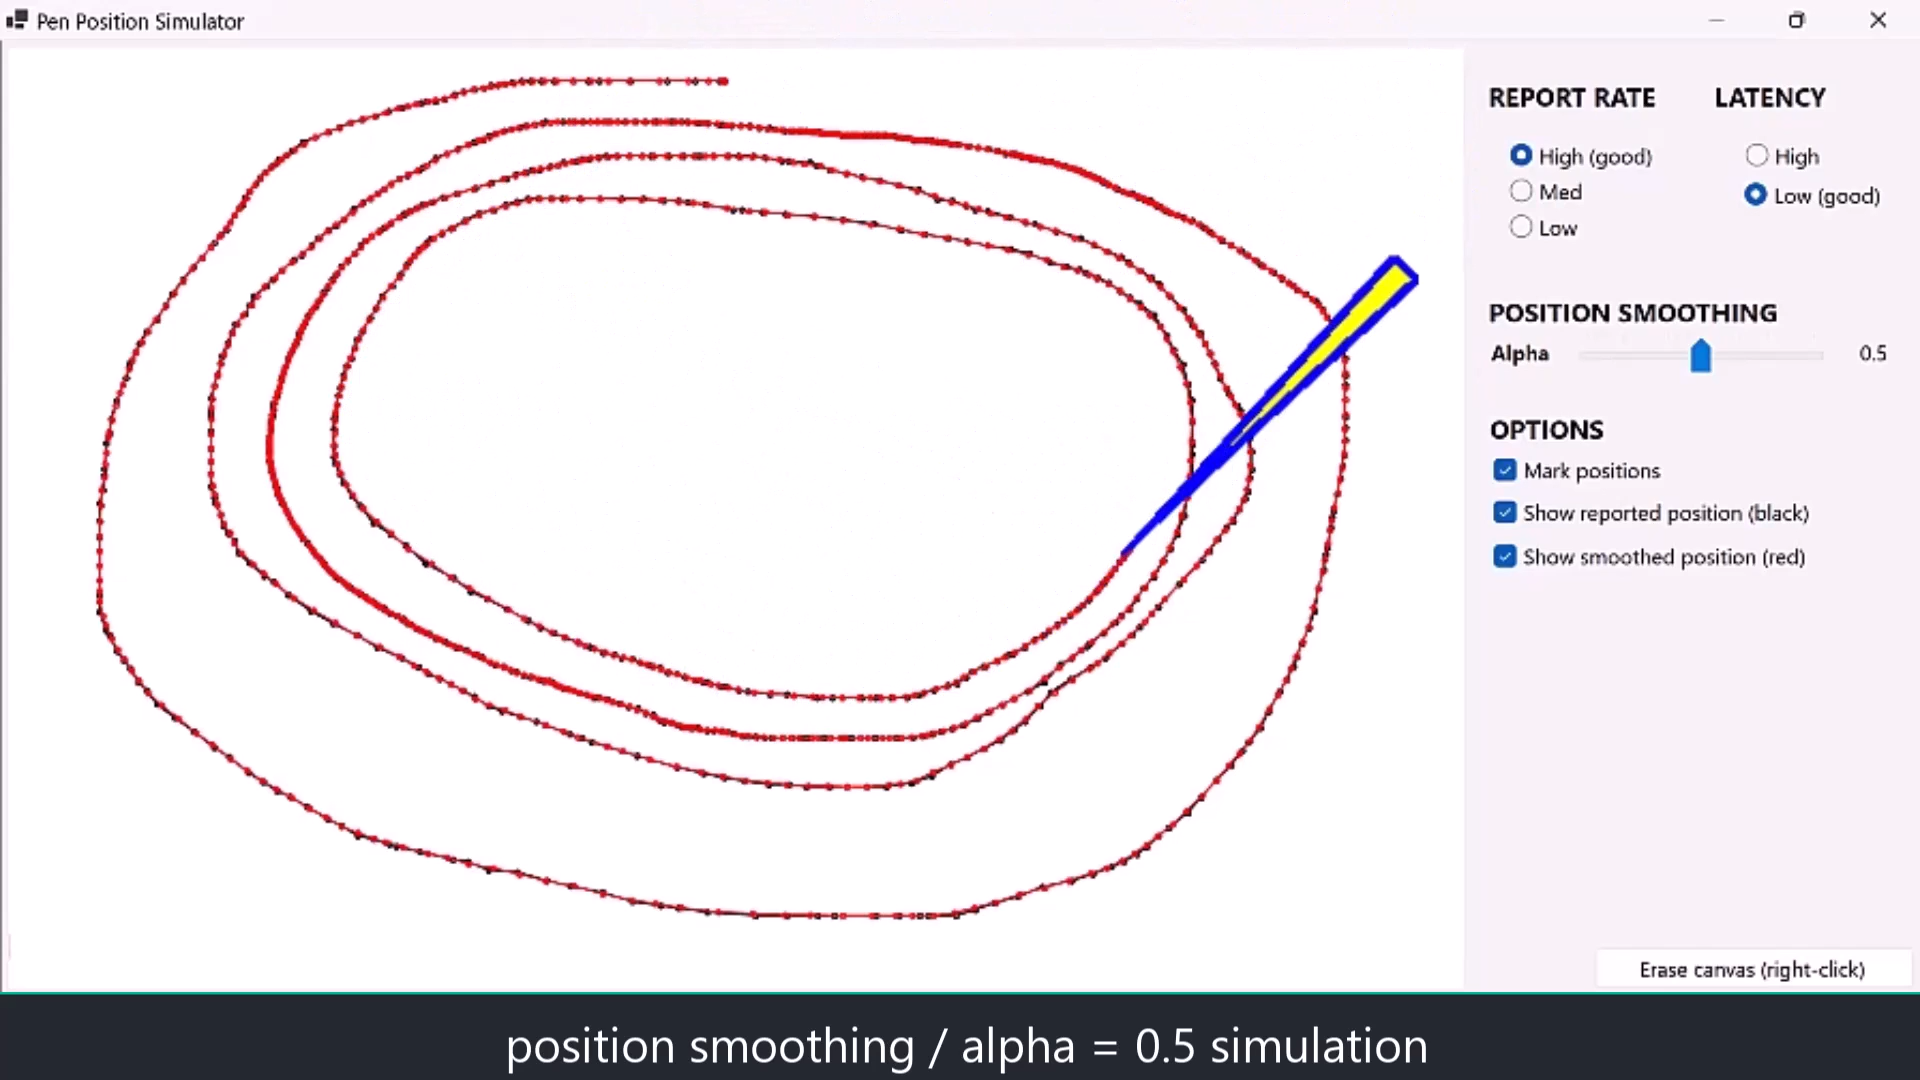 Pen Position Simulator
REPORT RATE
High (good)
Med
Low
LATENCY
High
Low (good)
POSITION SMOOTHING
Alpha
0.5
OPTIONS
Mark positions
Show reported position (black)
Show smoothed position (red)
Erase canvas (right-click)
position smoothing / alpha = 0.5 simulation